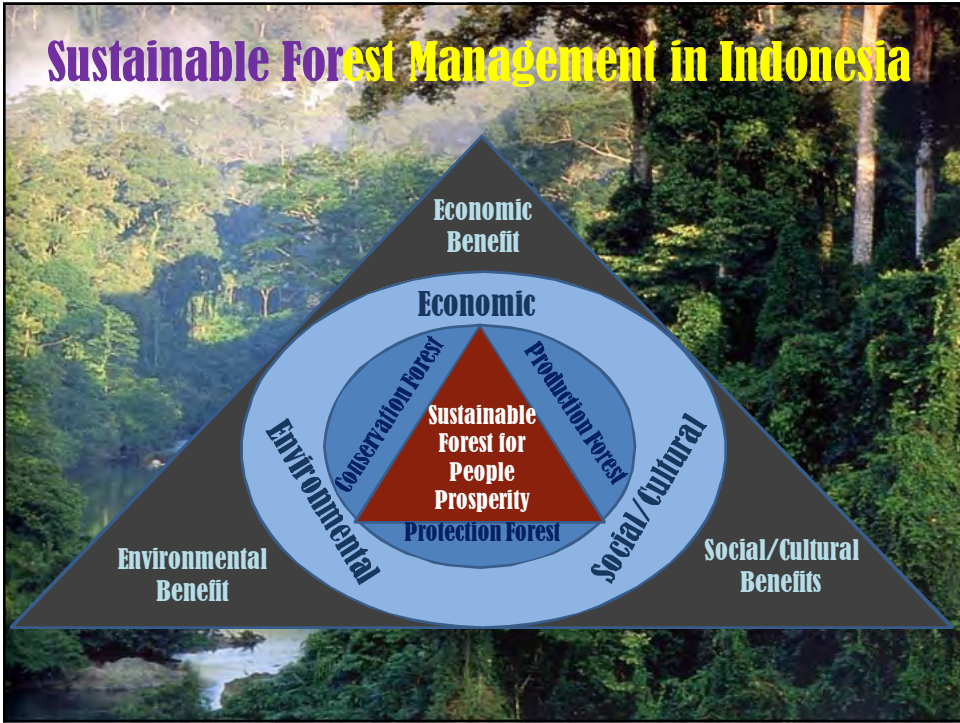 Sustainable Forest Management in Indonesia
Economic
Benefit
Economic
Conservation Forest
Production Forest
Sustainable
Forest for
People
Prosperity
Environmental
Social/Cultural
Protection Forest
Environmental
Benefit
Social/Cultural
Benefits